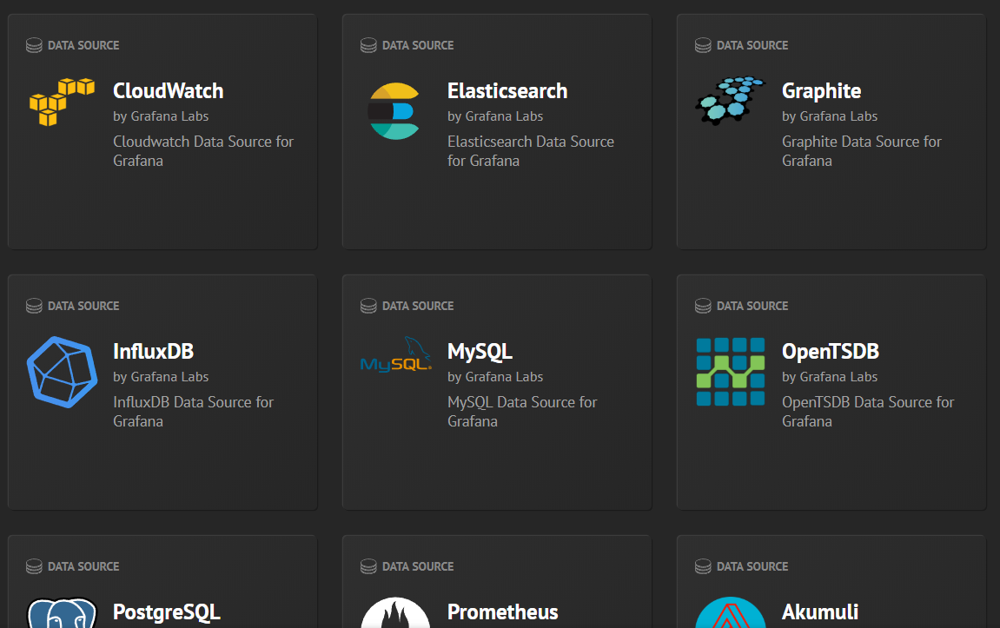 DATA SOURCE
CloudWatch
by Grafana Labs
Cloudwatch Data Source for
Grafana
DATA SOURCE
Elasticsearch
by Grafana Labs
Elasticsearch Data Source
for Grafana
DATA SOURCE
Graphite
by Grafana Labs
Graphite Data Source for
Grafana
DATA SOURCE
InfluxDB
by Grafana Labs
InfluxDB Data Source for
Grafana
DATA SOURCE
MySQL
MySQL
by Grafana Labs
MySQL Data Source for
Grafana
DATA SOURCE
OpenTSDB
by Grafana Labs
OpenTSDB Data Source for
Grafana
DATA SOURCE
PostgreSQL
DATA SOURCE
Prometheus
DATA SOURCE
Akumuli